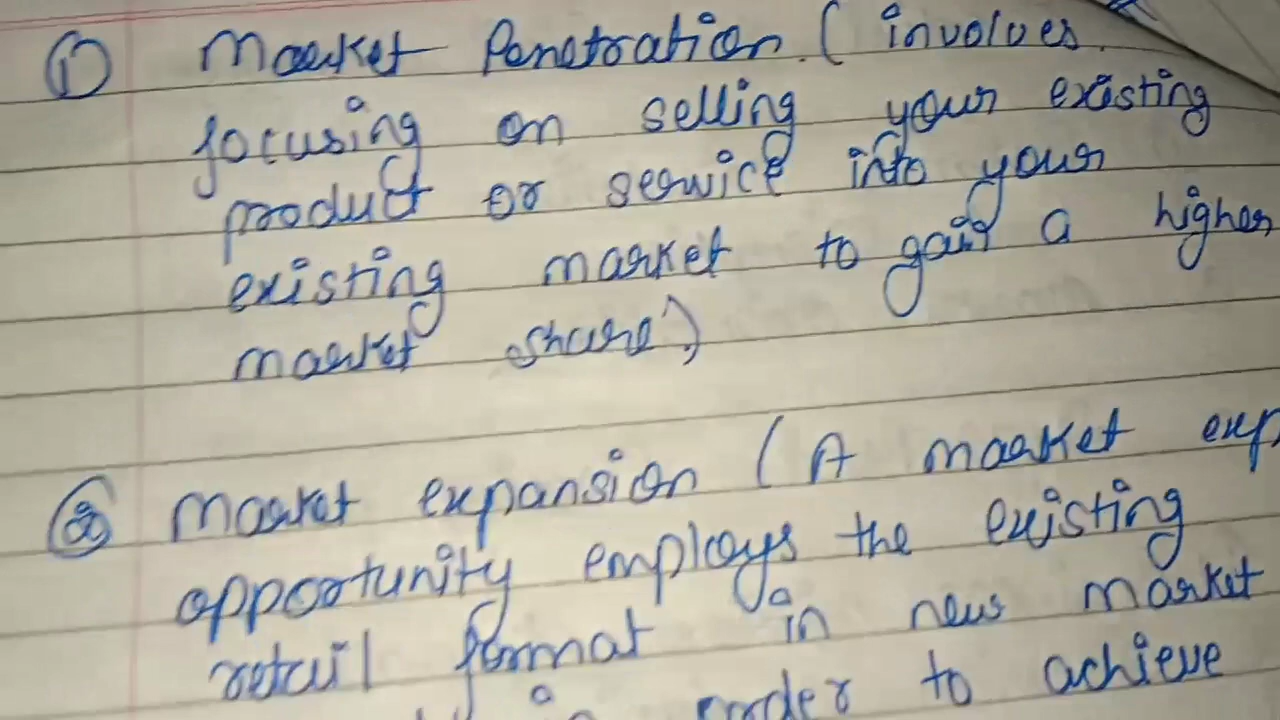 ① Market Penetration. (involves
focusing on selling your existing
product or service into your
existing market to gain a higher
market share.)
② Market expansion (A market exp
opportunity employs the existing
retail format in new market
in order to achieve